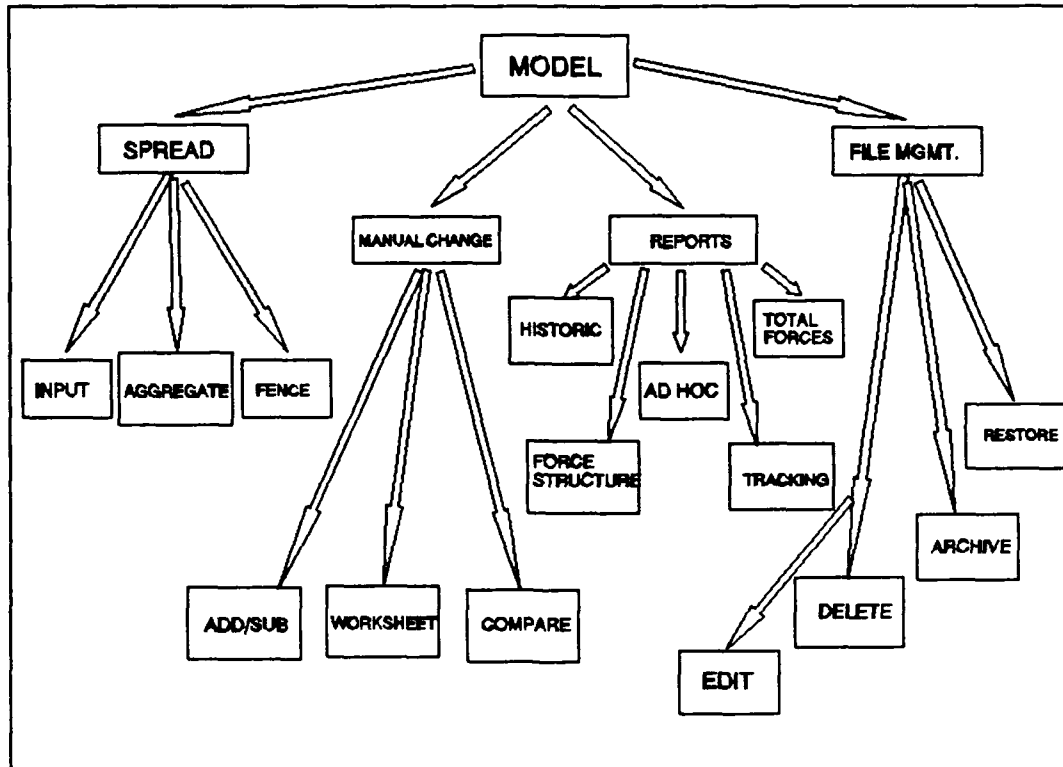 MODEL
SPREAD
FILE MGMT.
MANUAL CHANGE
REPORTS
HISTORIC
TOTAL
FORCES
INPUT
AGGREGATE
FENCE
AD HOC
RESTORE
FORCE
STRUCTURE
TRACKING
ARCHIVE
ADD/SUB
WORKSHEET
COMPARE
DELETE
EDIT